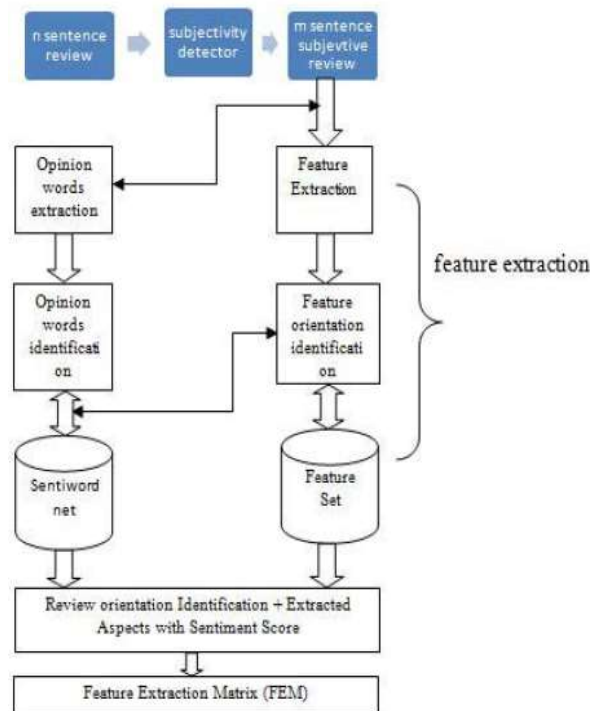 n sentence
review
subjectivity
detector
m sentence
subjevtive
review
Opinion
words
extraction
Feature
Extraction
feature extraction
Opinion
words
identificati
on
Feature
orientation
identificati
on
Sentiword
net
Feature
Set
Review orientation Identification + Extracted
Aspects with Sentiment Score
Feature Extraction Matrix (FEM)